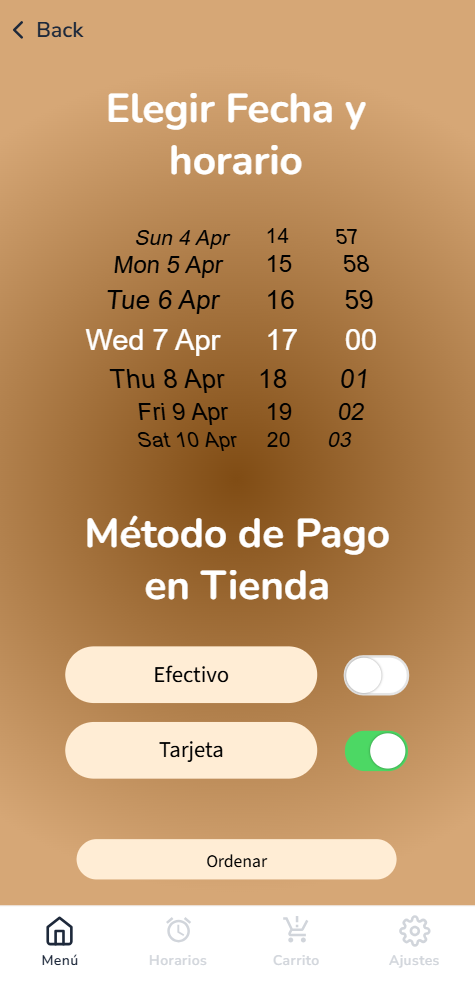 Back
Elegir Fecha y
horario
Sun 4 Apr 14 57
Mon 5 Apr 15 58
Tue 6 Apr 16 59
Wed 7 Apr 17 00
Thu 8 Apr 18 01
Fri 9 Apr 19 02
Sat 10 Apr 20 03
Método de Pago
en Tienda
Efectivo
Tarjeta
Ordenar
Menú Horarios Carrito Ajustes